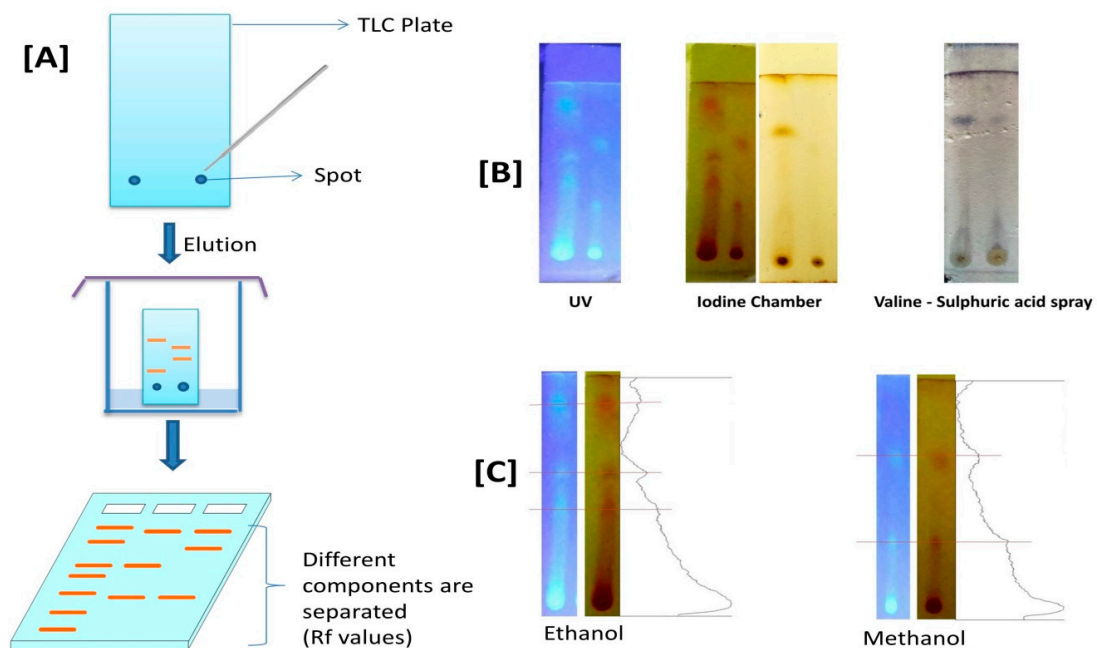 [A]
TLC Plate
Spot
Elution
Different
components are
separated
(Rf values)
[B]
UV
Iodine Chamber
Valine - Sulphuric acid spray
[C]
Ethanol
Methanol